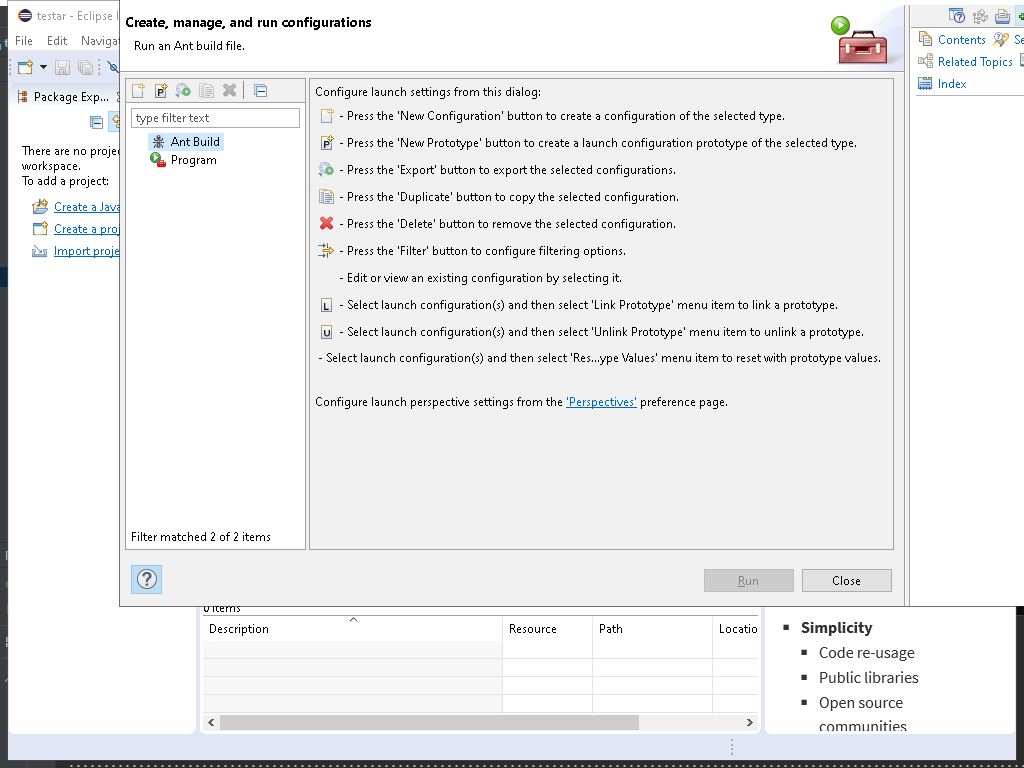 testar - Eclipse I
File Edit Naviga
Package Exp...
There are no proje
workspace.
To add a project:
Create a Java
Create a proj
Import proje
Create, manage, and run configurations
Run an Ant build file.
type filter text
Ant Build
Program
Filter matched 2 of 2 items
Configure launch settings from this dialog:
- Press the 'New Configuration' button to create a configuration of the selected type.
- Press the 'New Prototype' button to create a launch configuration prototype of the selected type.
- Press the 'Export' button to export the selected configurations.
- Press the 'Duplicate' button to copy the selected configuration.
- Press the 'Delete' button to remove the selected configuration.
- Press the 'Filter' button to configure filtering options.
- Edit or view an existing configuration by selecting it.
L - Select launch configuration(s) and then select 'Link Prototype' menu item to link a prototype.
U - Select launch configuration(s) and then select 'Unlink Prototype' menu item to unlink a prototype.
- Select launch configuration(s) and then select 'Res...ype Values' menu item to reset with prototype values.
Configure launch perspective settings from the 'Perspectives' preference page.
? Run Close
Contents Se
Related Topics
Index
0 items
Description Resource Path Locatio
Simplicity
Code re-usage
Public libraries
Open source
communities